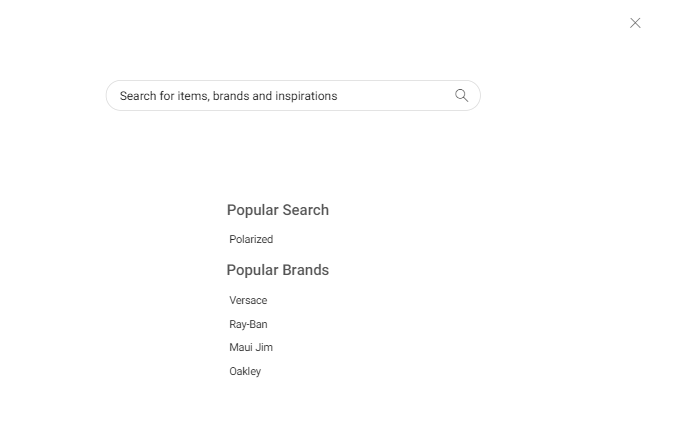 Search for items, brands and inspirations
Popular Search
Polarized
Popular Brands
Versace
Ray-Ban
Maui Jim
Oakley